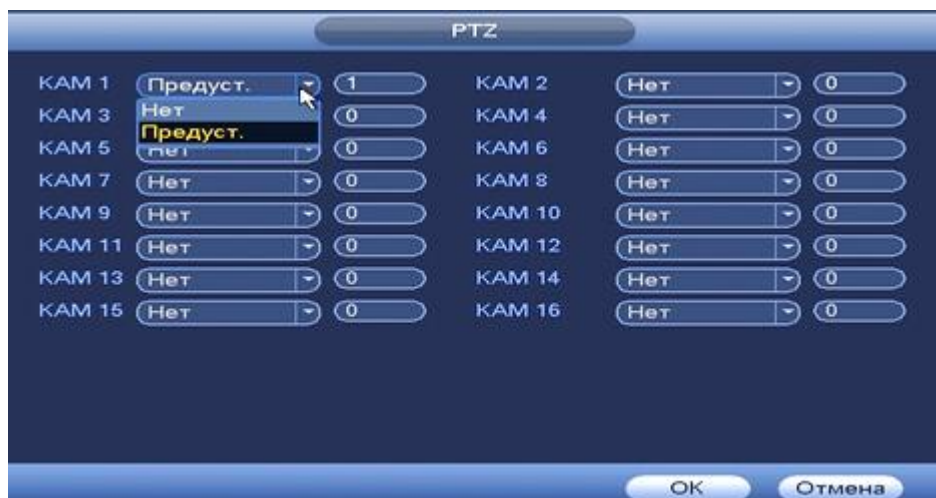 PTZ
КАМ 1 Предуст. 1 КАМ 2 Нет 0
Нет
КАМ 3 0 КАМ 4 Нет 0
Предуст.
КАМ 5 Нет 0 КАМ 6 Нет 0
КАМ 7 Нет 0 КАМ 8 Нет 0
КАМ 9 Нет 0 КАМ 10 Нет 0
КАМ 11 Нет 0 КАМ 12 Нет 0
КАМ 13 Нет 0 КАМ 14 Нет 0
КАМ 15 Нет 0 КАМ 16 Нет 0
OK Отмена